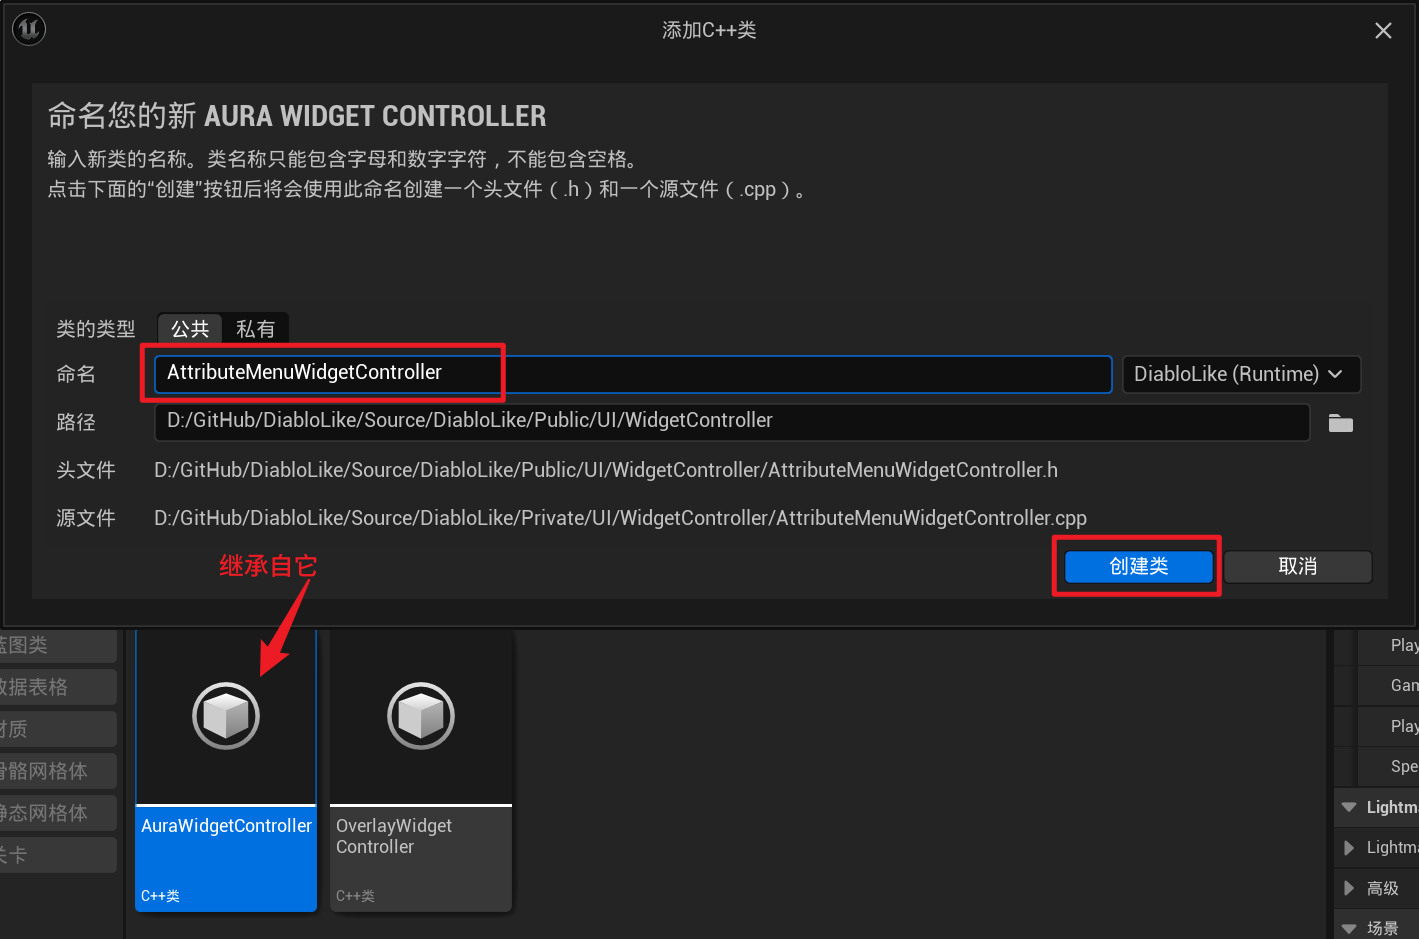 添加C++类
命名您的新 AURA WIDGET CONTROLLER
输入新类的名称。类名称只能包含字母和数字字符，不能包含空格。
点击下面的“创建”按钮后将会使用此命名创建一个头文件（.h）和一个源文件（.cpp）。
类的类型 公共 私有
命名 AttributeMenuWidgetController DiabloLike (Runtime)
路径 D:/GitHub/DiabloLike/Source/DiabloLike/Public/UI/WidgetController
头文件 D:/GitHub/DiabloLike/Source/DiabloLike/Public/UI/WidgetController/AttributeMenuWidgetController.h
源文件 D:/GitHub/DiabloLike/Source/DiabloLike/Private/UI/WidgetController/AttributeMenuWidgetController.cpp
继承自它
创建类 取消
蓝图类
数据表格
材质
骨骼网格体
静态网格体
关卡
AuraWidgetController
C++类
OverlayWidget
Controller
C++类
Play
Gam
Play
Spe
Lightma
Lightma
高级
场景